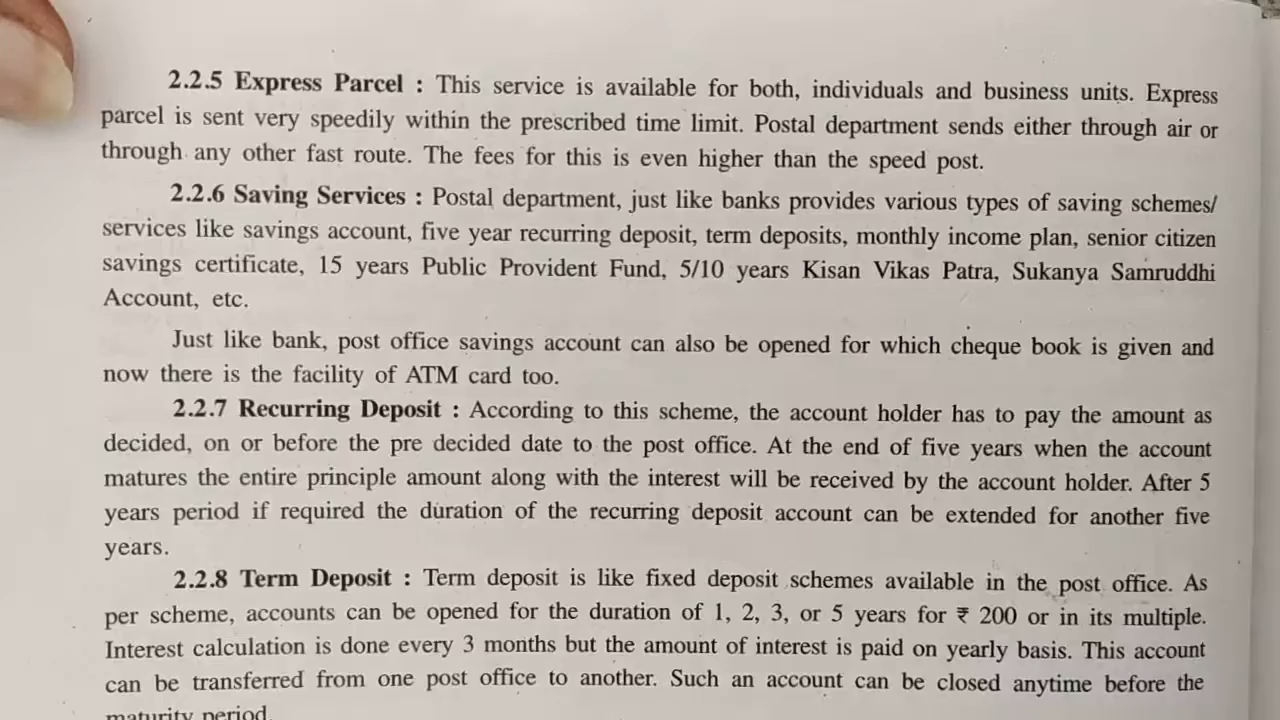 2.2.5 Express Parcel : This service is available for both, individuals and business units. Express
parcel is sent very speedily within the prescribed time limit. Postal department sends either through air or
through any other fast route. The fees for this is even higher than the speed post.
2.2.6 Saving Services : Postal department, just like banks provides various types of saving schemes/
services like savings account, five year recurring deposit, term deposits, monthly income plan, senior citizen
savings certificate, 15 years Public Provident Fund, 5/10 years Kisan Vikas Patra, Sukanya Samruddhi
Account, etc.
Just like bank, post office savings account can also be opened for which cheque book is given and
now there is the facility of ATM card too.
2.2.7 Recurring Deposit : According to this scheme, the account holder has to pay the amount as
decided, on or before the pre decided date to the post office. At the end of five years when the account
matures the entire principle amount along with the interest will be received by the account holder. After 5
years period if required the duration of the recurring deposit account can be extended for another five
years.
2.2.8 Term Deposit : Term deposit is like fixed deposit schemes available in the post office. As
per scheme, accounts can be opened for the duration of 1, 2, 3, or 5 years for ₹ 200 or in its multiple.
Interest calculation is done every 3 months but the amount of interest is paid on yearly basis. This account
can be transferred from one post office to another. Such an account can be closed anytime before the
maturity period.